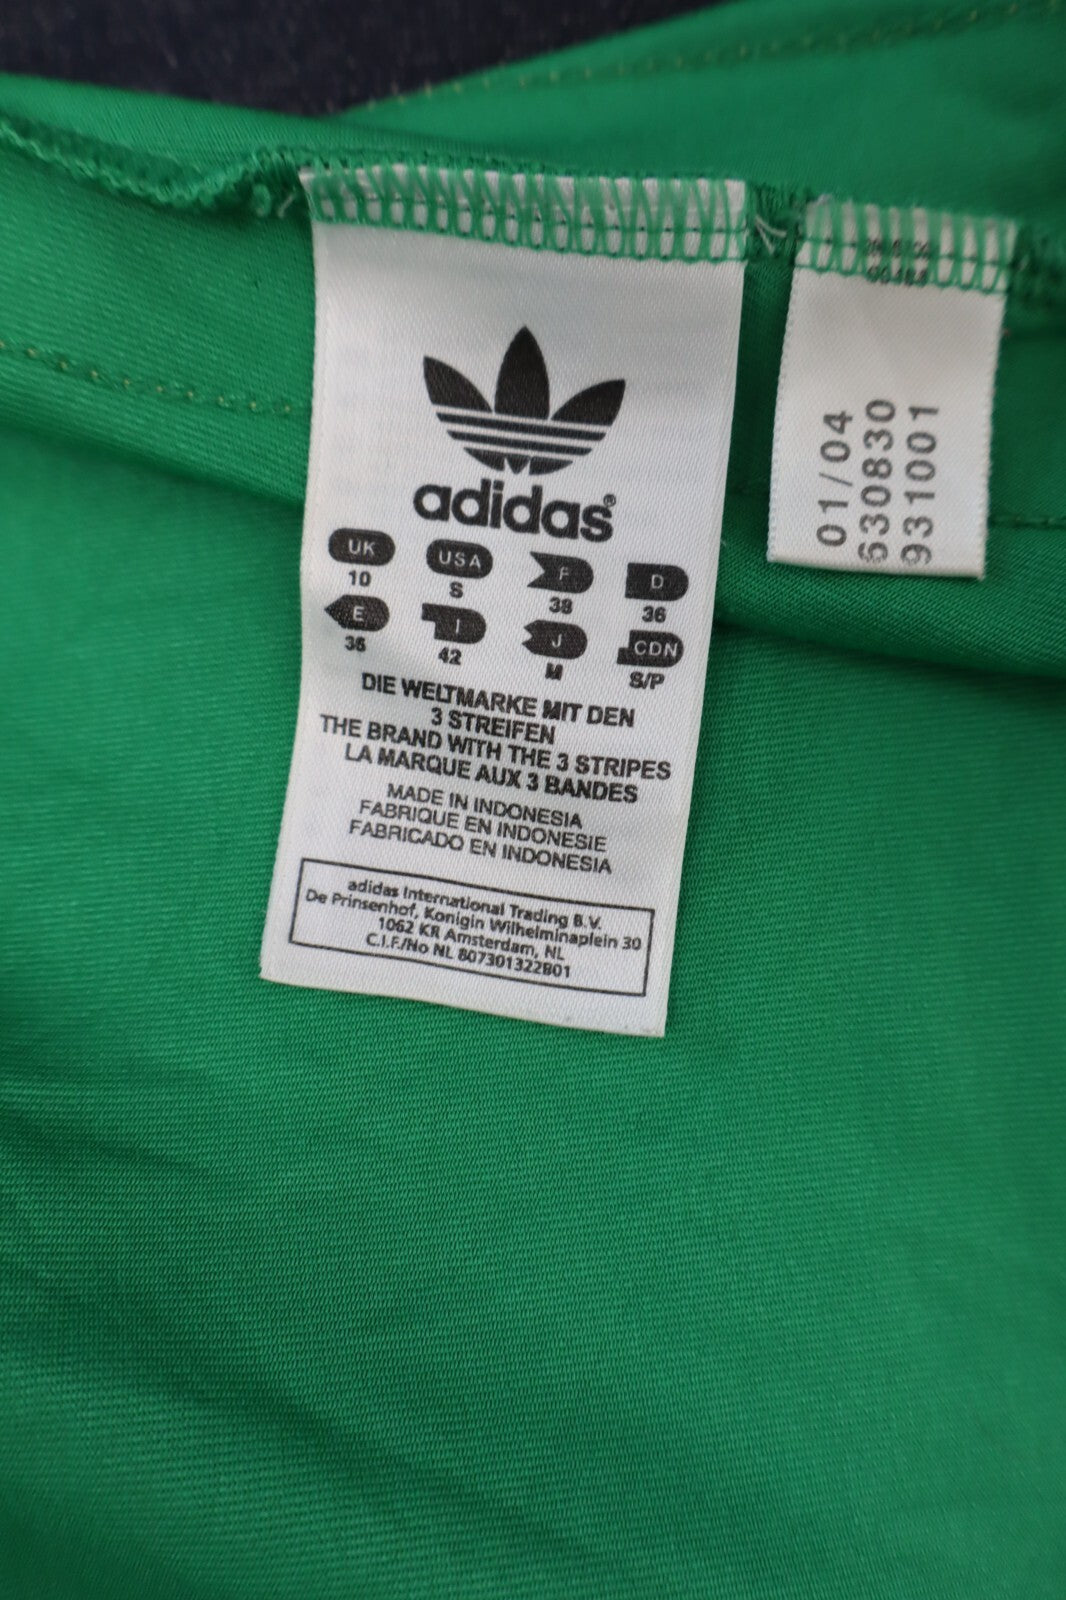 adidas®
UK USA F D
10 S 38 36
E I J CDN
36 42 M S/P
DIE WELTMARKE MIT DEN
3 STREIFEN
THE BRAND WITH THE 3 STRIPES
LA MARQUE AUX 3 BANDES
MADE IN INDONESIA
FABRIQUE EN INDONESIE
FABRICADO EN INDONESIA
adidas International Trading B.V.
De Prinsenhof, Konigin Wilhelminaplein 30
1062 KR Amsterdam, NL
C.I.F./No NL 807301322B01
01/04
630830
931001